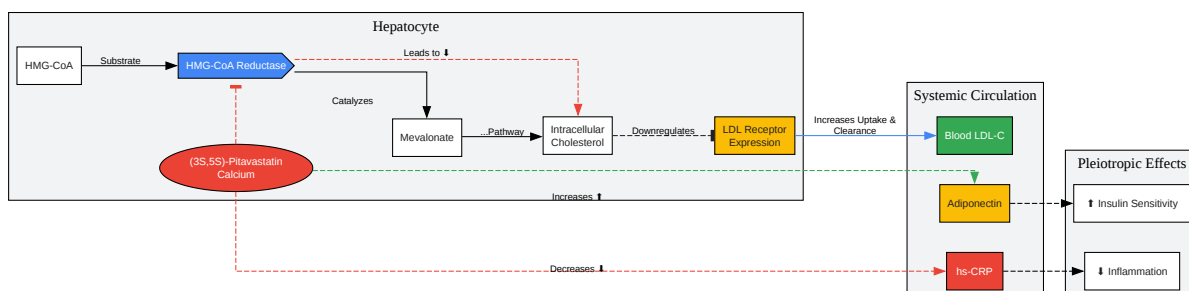 Hepatocyte
HMG-CoA
Substrate
HMG-CoA Reductase
Leads to ⬇
Catalyzes
Mevalonate
...Pathway
Intracellular
Cholesterol
Downregulates
LDL Receptor
Expression
Increases Uptake &
Clearance
(3S,5S)-Pitavastatin
Calcium
Increases ⬆
Decreases ⬇
Systemic Circulation
Blood LDL-C
Adiponectin
hs-CRP
Pleiotropic Effects
⬆ Insulin Sensitivity
⬇ Inflammation